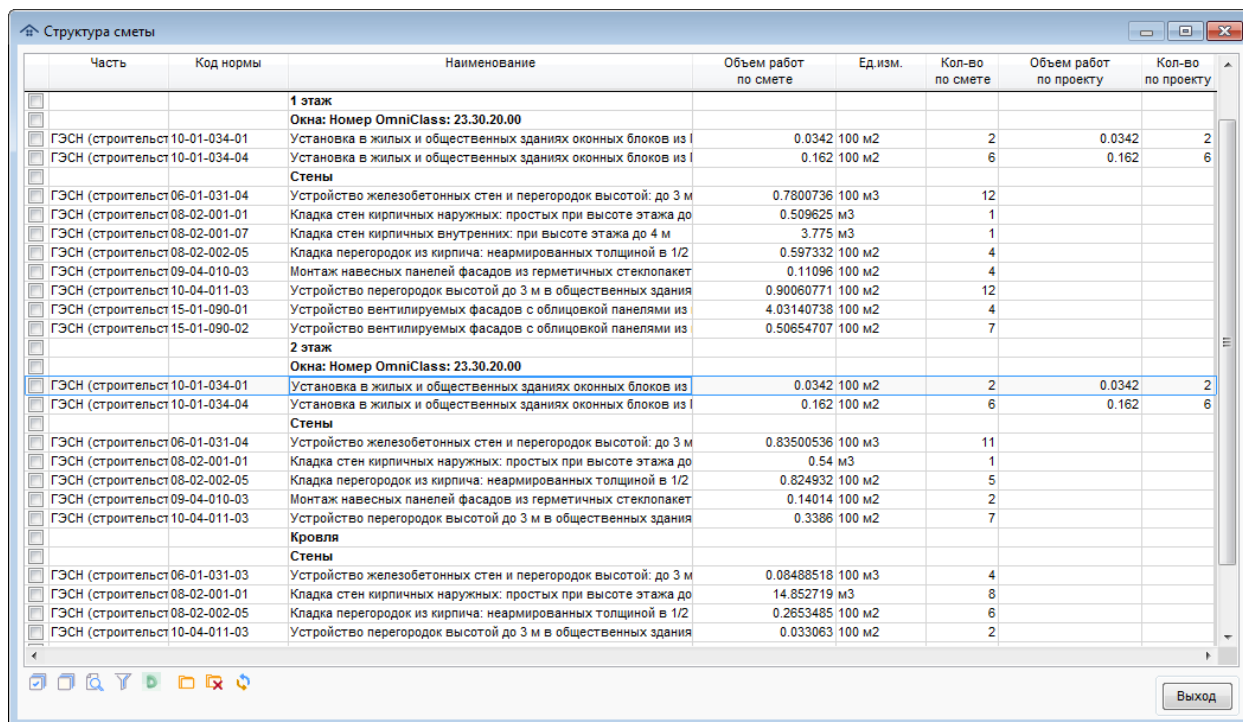 Структура сметы
Часть Код нормы Наименование Объем работ по смете Ед.изм. Кол-во по смете Объем работ по проекту Кол-во по проекту
1 этаж
Окна: Номер OmniClass: 23.30.20.00
ГЭСН (строительст 10-01-034-01 Установка в жилых и общественных зданиях оконных блоков из 0.0342 100 м2 2 0.0342 2
ГЭСН (строительст 10-01-034-04 Установка в жилых и общественных зданиях оконных блоков из 0.162 100 м2 6 0.162 6
Стены
ГЭСН (строительст 06-01-031-04 Устройство железобетонных стен и перегородок высотой: до 3 м 0.7800736 100 м3 12
ГЭСН (строительст 08-02-001-01 Кладка стен кирпичных наружных: простых при высоте этажа до 0.509625 м3 1
ГЭСН (строительст 08-02-001-07 Кладка стен кирпичных внутренних: при высоте этажа до 4 м 3.775 м3 1
ГЭСН (строительст 08-02-002-05 Кладка перегородок из кирпича: неармированных толщиной в 1/2 0.597332 100 м2 4
ГЭСН (строительст 09-04-010-03 Монтаж навесных панелей фасадов из герметичных стеклопакет 0.11096 100 м2 4
ГЭСН (строительст 10-04-011-03 Устройство перегородок высотой до 3 м в общественных здания 0.90060771 100 м2 12
ГЭСН (строительст 15-01-090-01 Устройство вентилируемых фасадов с облицовкой панелями из 4.03140738 100 м2 4
ГЭСН (строительст 15-01-090-02 Устройство вентилируемых фасадов с облицовкой панелями из 0.50654707 100 м2 7
2 этаж
Окна: Номер OmniClass: 23.30.20.00
ГЭСН (строительст 10-01-034-01 Установка в жилых и общественных зданиях оконных блоков из 0.0342 100 м2 2 0.0342 2
ГЭСН (строительст 10-01-034-04 Установка в жилых и общественных зданиях оконных блоков из 0.162 100 м2 6 0.162 6
Стены
ГЭСН (строительст 06-01-031-04 Устройство железобетонных стен и перегородок высотой: до 3 м 0.83500536 100 м3 11
ГЭСН (строительст 08-02-001-01 Кладка стен кирпичных наружных: простых при высоте этажа до 0.54 м3 1
ГЭСН (строительст 08-02-002-05 Кладка перегородок из кирпича: неармированных толщиной в 1/2 0.824932 100 м2 5
ГЭСН (строительст 09-04-010-03 Монтаж навесных панелей фасадов из герметичных стеклопакет 0.14014 100 м2 2
ГЭСН (строительст 10-04-011-03 Устройство перегородок высотой до 3 м в общественных здания 0.3386 100 м2 7
Кровля
Стены
ГЭСН (строительст 06-01-031-03 Устройство железобетонных стен и перегородок высотой: до 3 м 0.08488518 100 м3 4
ГЭСН (строительст 08-02-001-01 Кладка стен кирпичных наружных: простых при высоте этажа до 14.852719 м3 8
ГЭСН (строительст 08-02-002-05 Кладка перегородок из кирпича: неармированных толщиной в 1/2 0.2653485 100 м2 6
ГЭСН (строительст 10-04-011-03 Устройство перегородок высотой до 3 м в общественных здания 0.033063 100 м2 2
D
Выход